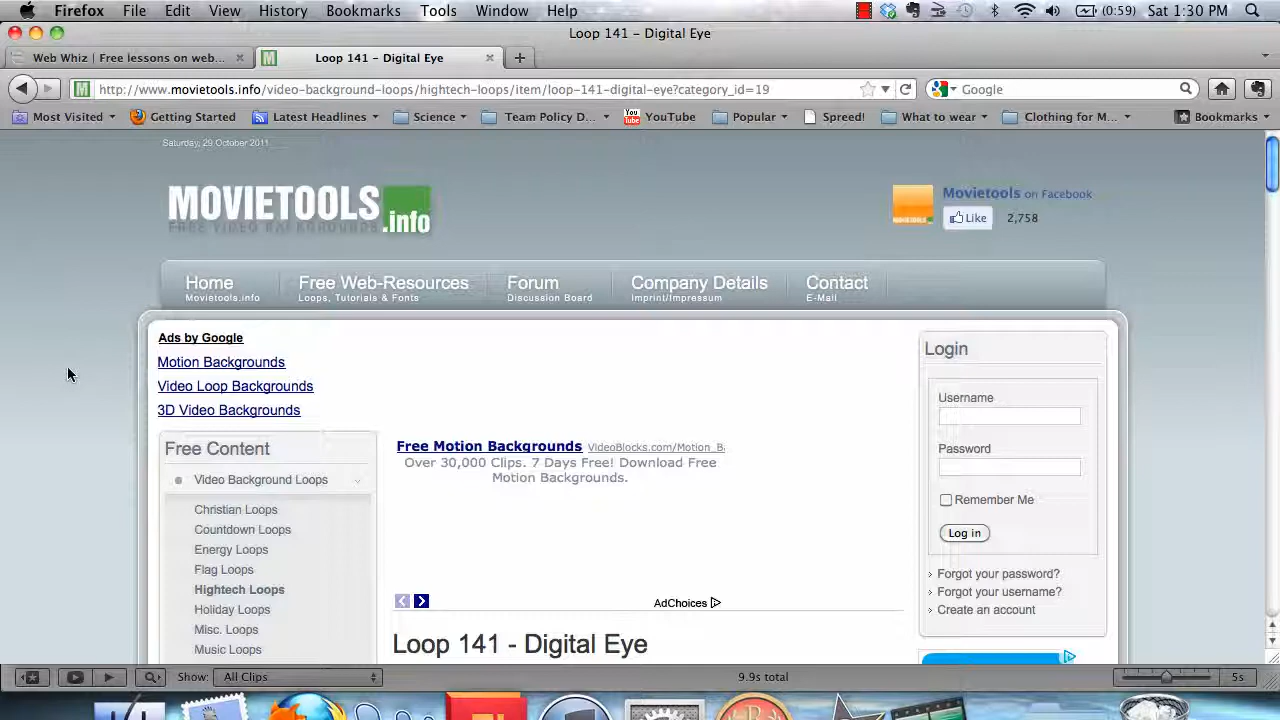 Firefox File Edit View History Bookmarks Tools Window Help (0:59) Sat 1:30 PM
Loop 141 – Digital Eye
Web Whiz | Free lessons on web... Loop 141 – Digital Eye
http://www.movietools.info/video-background-loops/hightech-loops/item/loop-141-digital-eye?category_id=19 Google
Most Visited Getting Started Latest Headlines Science Team Policy D... YouTube Popular Spreed! What to wear Clothing for M... Bookmarks
Saturday, 29 October 2011
MOVIETOOLS.info
FREE VIDEO BACKGROUNDS
Movietools on Facebook
Like 2,758
Home Free Web-Resources Forum Company Details Contact
Movietools.info Loops, Tutorials & Fonts Discussion Board Imprint/Impressum E-Mail
Ads by Google
Motion Backgrounds
Video Loop Backgrounds
3D Video Backgrounds
Free Content
Video Background Loops
Christian Loops
Countdown Loops
Energy Loops
Flag Loops
Hightech Loops
Holiday Loops
Misc. Loops
Music Loops
Free Motion Backgrounds VideoBlocks.com/Motion_B
Over 30,000 Clips. 7 Days Free! Download Free
Motion Backgrounds.
AdChoices
Loop 141 - Digital Eye
Login
Username
Password
Remember Me
Log in
Forgot your password?
Forgot your username?
Create an account
Show: All Clips 9.9s total 5s